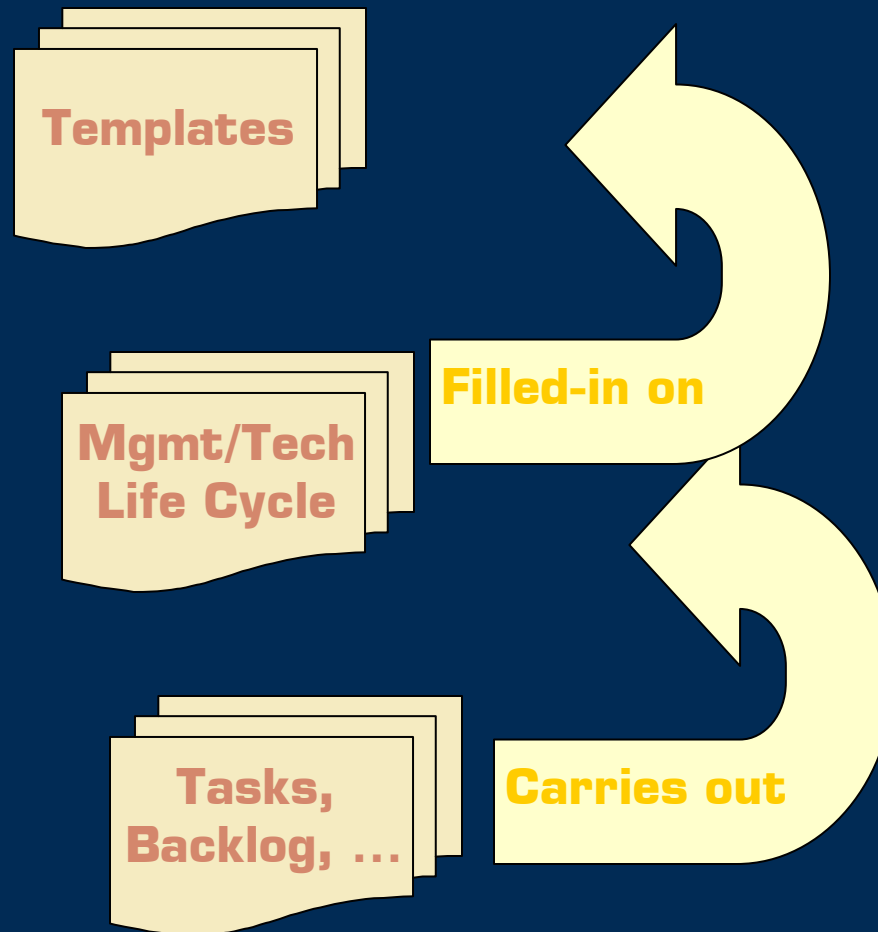 Templates
Filled-in on
Mgmt/Tech
Life Cycle
Tasks,
Backlog, ...
Carries out